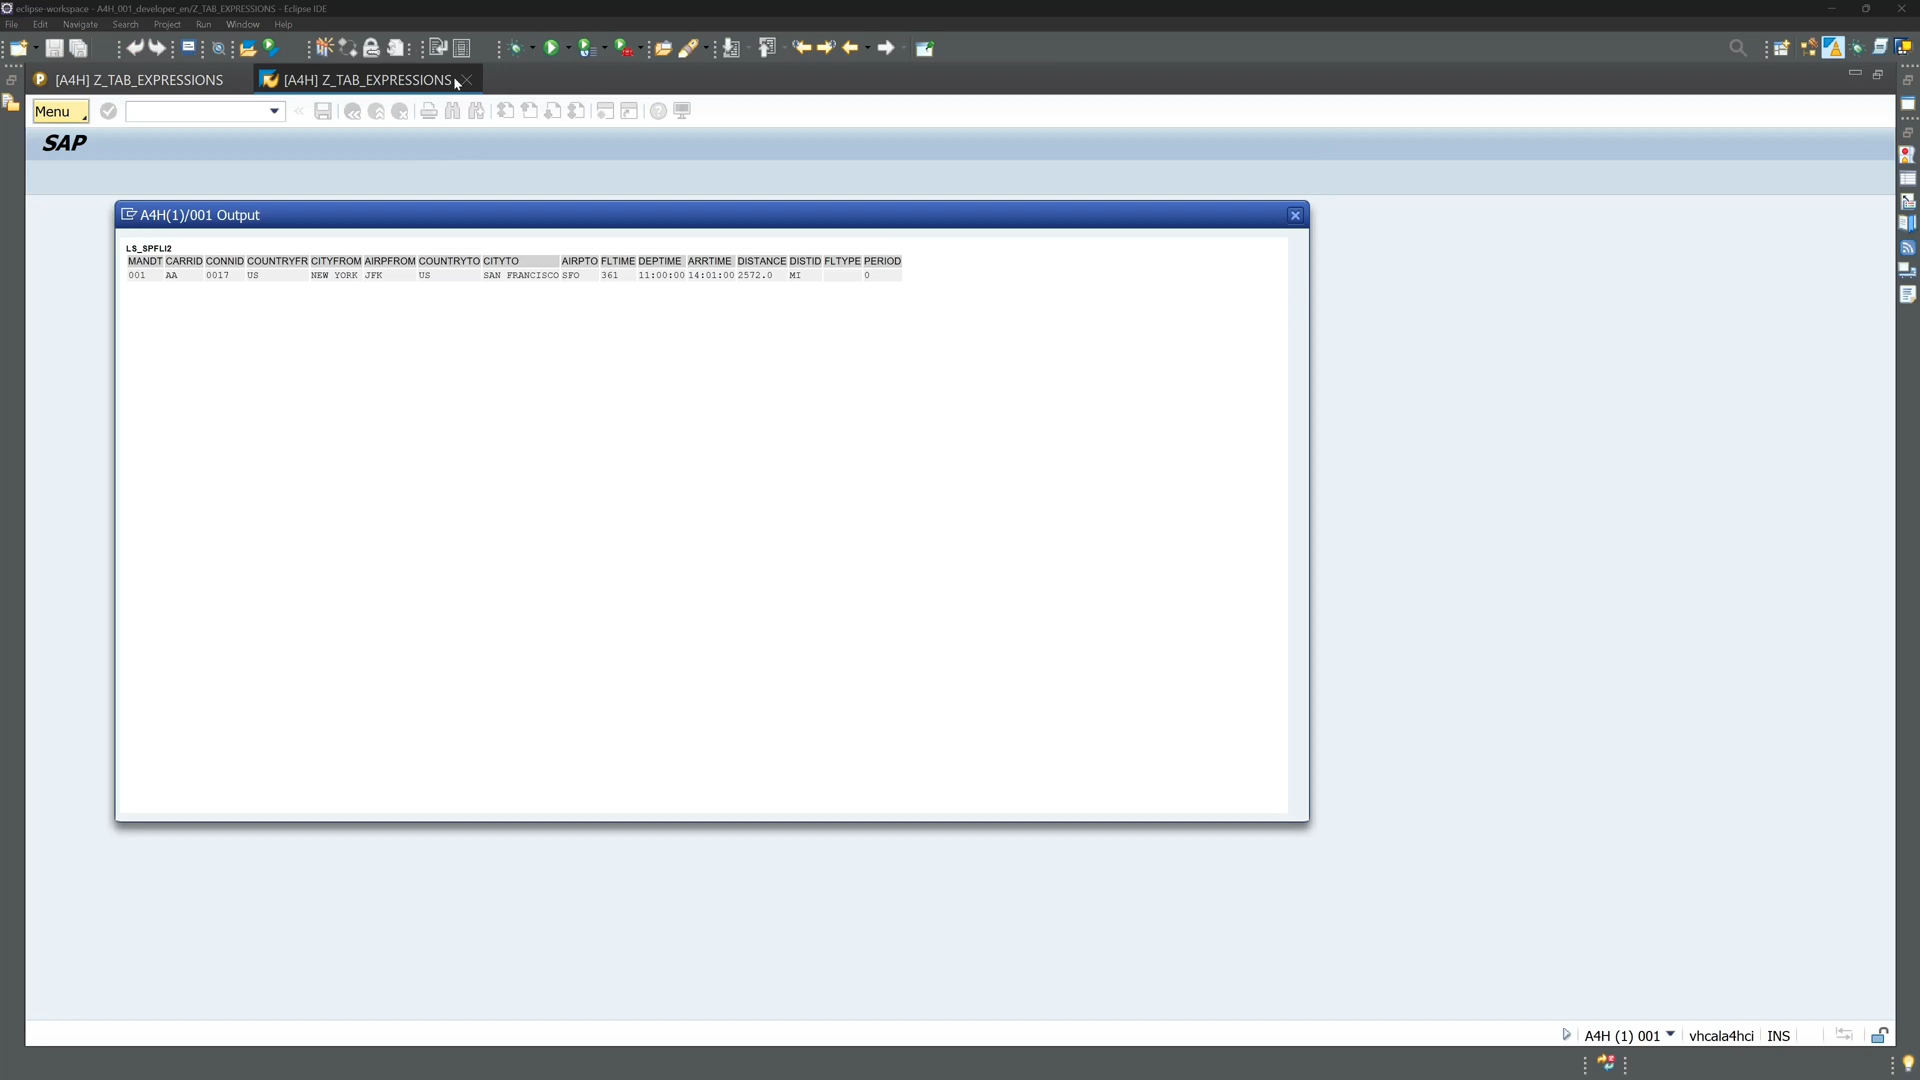 eclipse-workspace - A4H_001_developer_en/Z_TAB_EXPRESSIONS - Eclipse IDE
File Edit Navigate Search Project Run Window Help
[A4H] Z_TAB_EXPRESSIONS [A4H] Z_TAB_EXPRESSIONS
Menu
SAP
A4H(1)/001 Output
LS_SPFLI2
MANDT CARRID CONNID COUNTRYFR CITYFROM AIRPFROM COUNTRYTO CITYTO AIRPTO FLTIME DEPTIME ARRTIME DISTANCE DISTID FLTYPE PERIOD
001 AA 0017 US NEW YORK JFK US SAN FRANCISCO SFO 361 11:00:00 14:01:00 2572.0 MI 0
A4H (1) 001 vhcala4hci INS